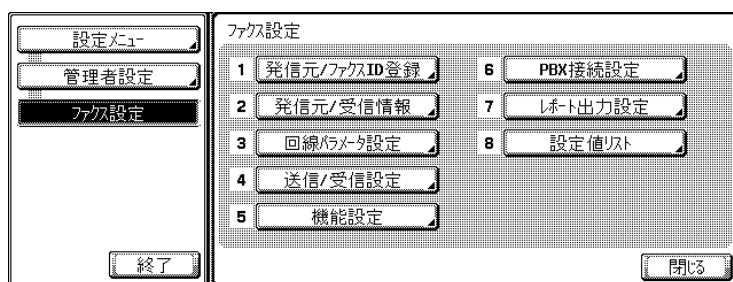 設定ﾒﾆｭｰ
管理者設定
ﾌｧｸｽ設定
終了
ﾌｧｸｽ設定
1 発信元/ﾌｧｸｽID登録
2 発信元/受信情報
3 回線ﾊﾟﾗﾒｰﾀ設定
4 送信/受信設定
5 機能設定
6 PBX接続設定
7 ﾚﾎﾟｰﾄ出力設定
8 設定値ﾘｽﾄ
閉じる